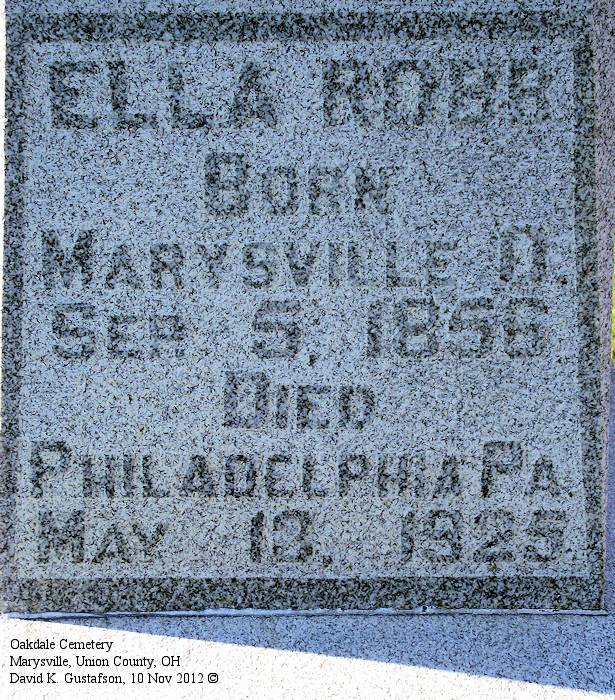 ELLA ROBB
BORN
MARYSVILLE O
SEP 5, 1856
DIED
PHILADELPHIA PA.
MAY 13, 1925
Oakdale Cemetery
Marysville, Union County, OH
David K. Gustafson, 10 Nov 2012 ©